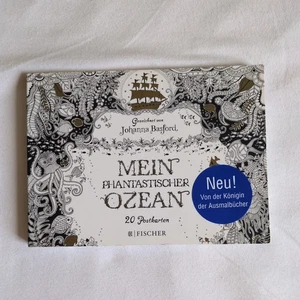 Gezeichnet von
Johanna Basford
MEIN
PHANTASTISCHER
OZEAN
20 Postkarten
FISCHER
Neu!
Von der Königin
der Ausmalbücher